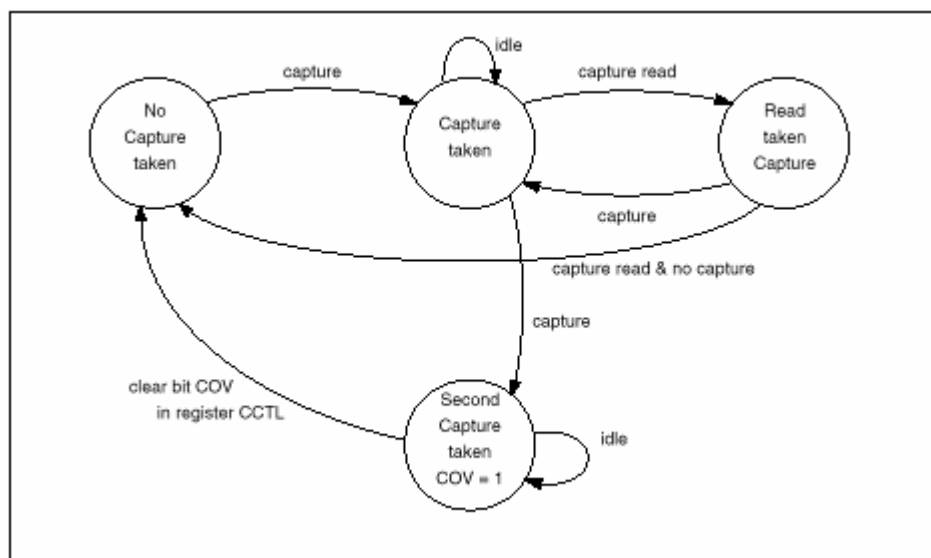 idle
capture
capture read
No
Capture
taken
Capture
taken
Read
taken
Capture
capture
capture read & no capture
capture
clear bit COV
in register CCTL
Second
Capture
taken
COV = 1
idle